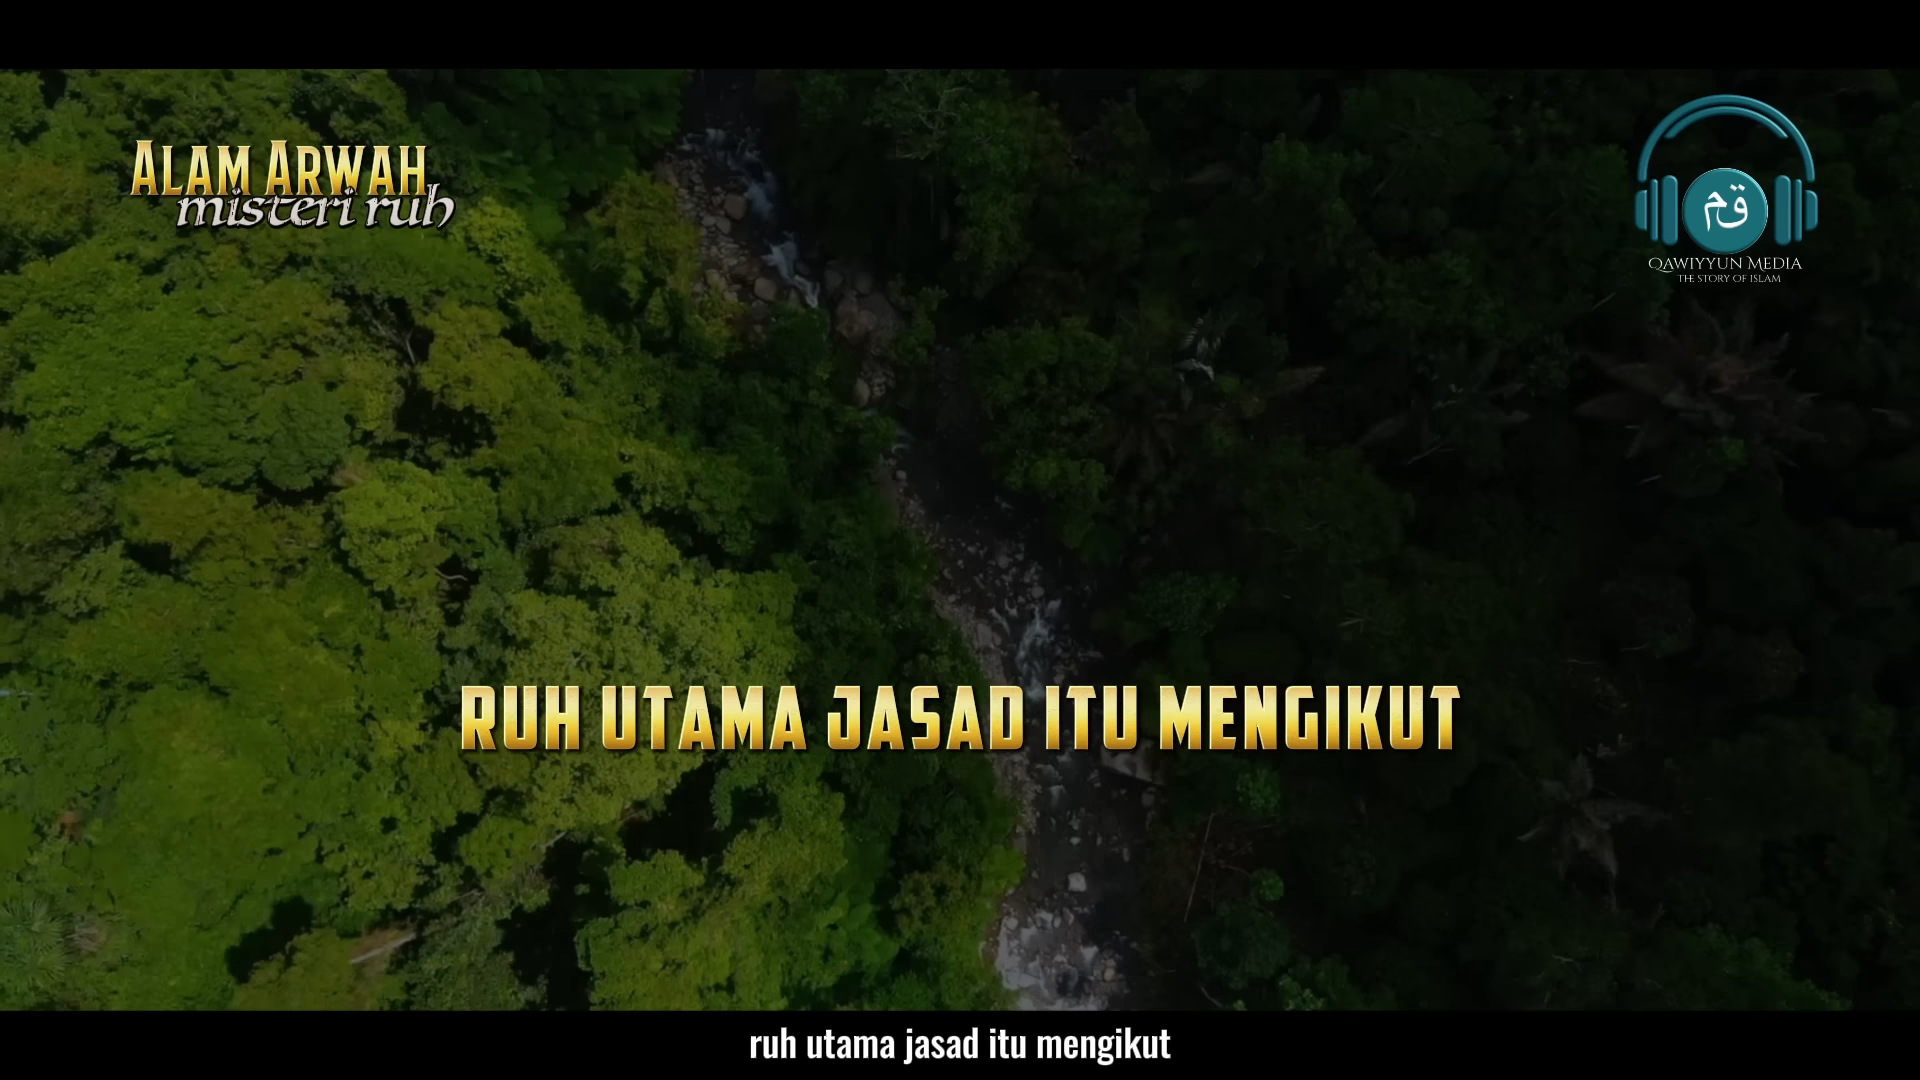 ALAM ARWAH
misteri ruh
قم
QAWIYYUN MEDIA
THE STORY OF ISLAM
RUH UTAMA JASAD ITU MENGIKUT
ruh utama jasad itu mengikut